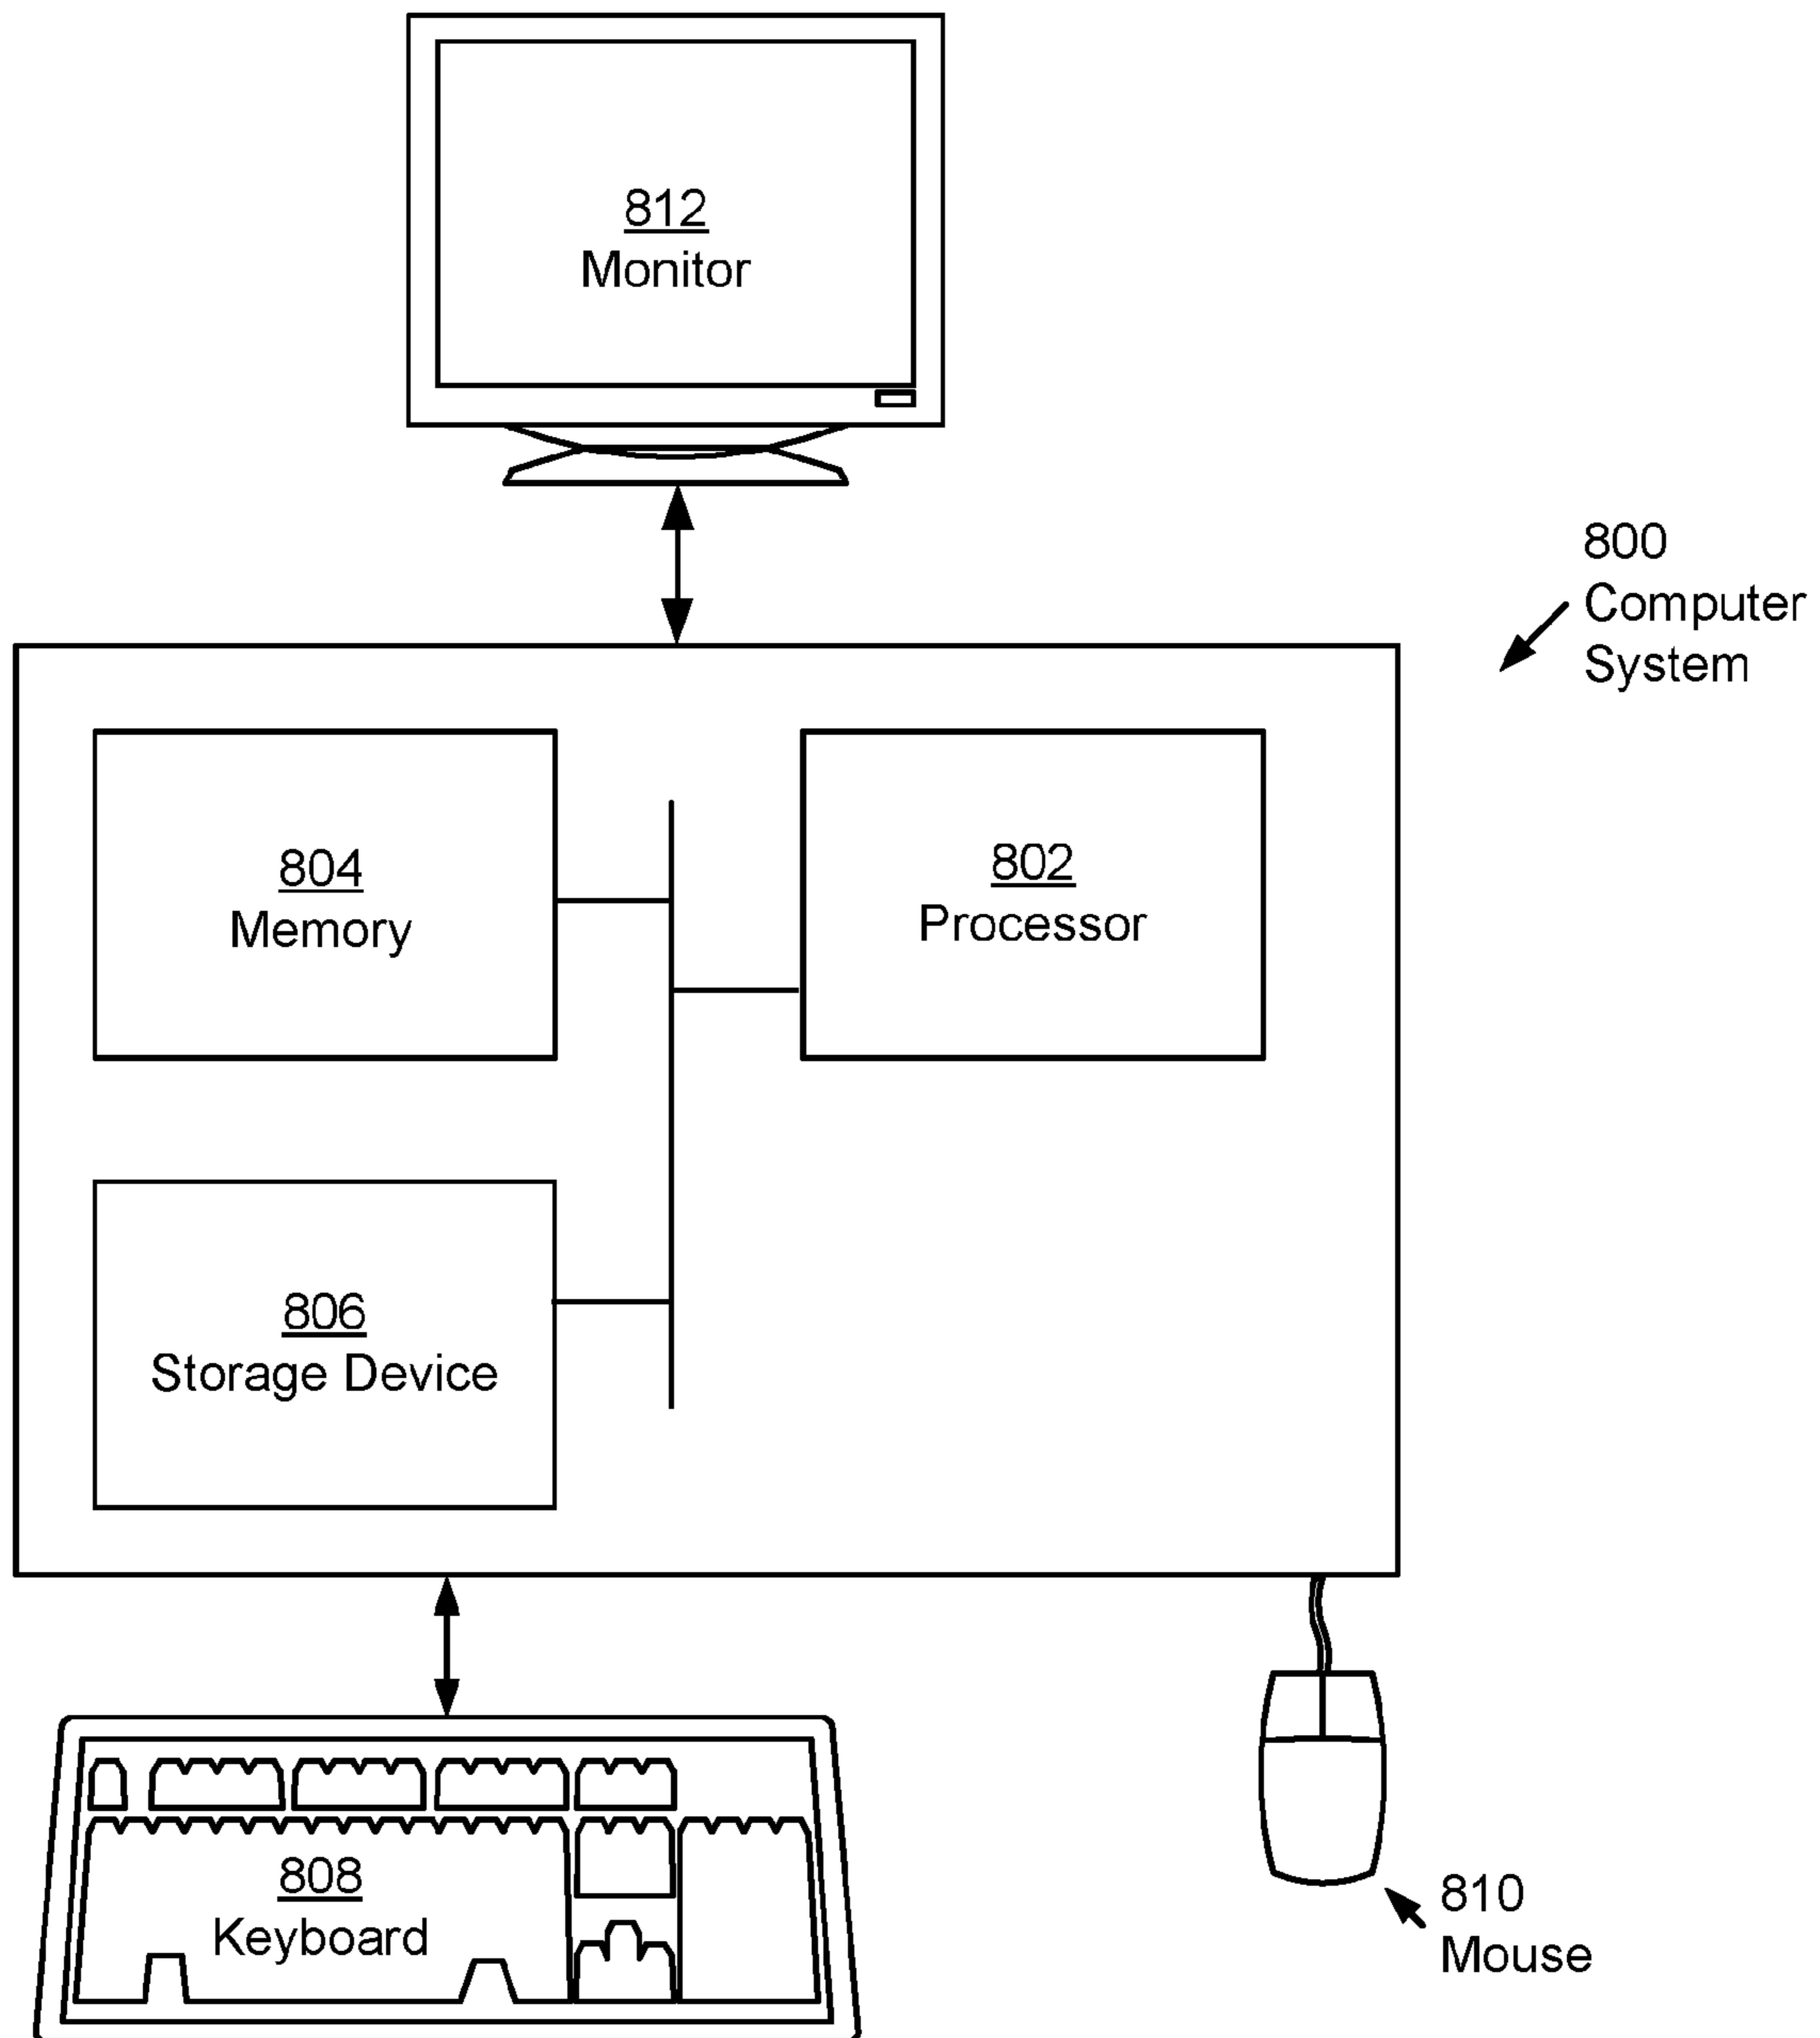 812
Monitor
800
Computer
System
804
Memory
802
Processor
806
Storage Device
808
Keyboard
810
Mouse